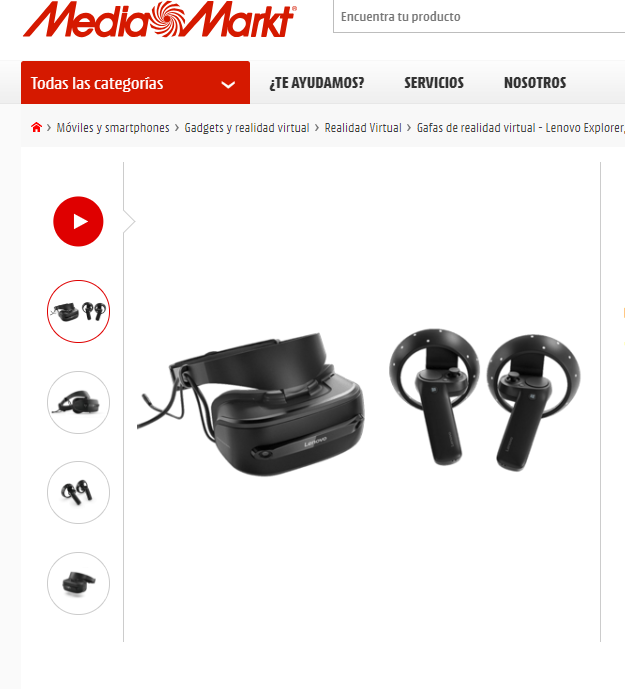 MediaMarkt
Encuentra tu producto
Todas las categorías
¿TE AYUDAMOS? SERVICIOS NOSOTROS
Móviles y smartphones > Gadgets y realidad virtual > Realidad Virtual > Gafas de realidad virtual - Lenovo Explorer,
Lenovo